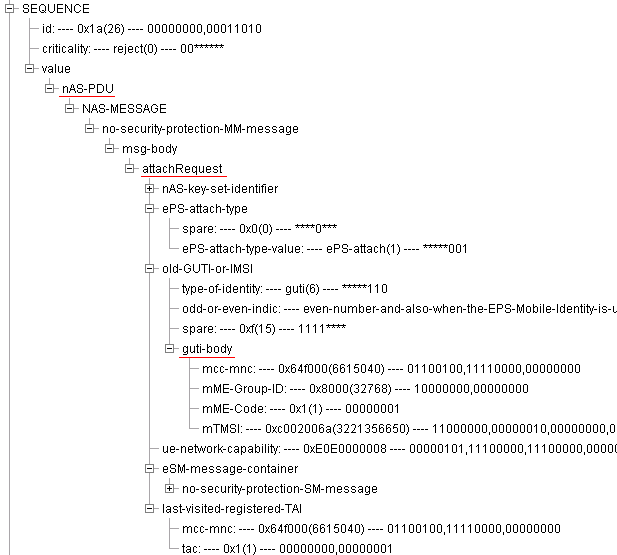 SEQUENCE
id: ---- 0x1a(26) ---- 00000000,00011010
criticality: ---- reject(0) ---- 00******
value
nAS-PDU
NAS-MESSAGE
no-security-protection-MM-message
msg-body
attachRequest
nAS-key-set-identifier
ePS-attach-type
spare: ---- 0x0(0) ---- ****0***
ePS-attach-type-value: ---- ePS-attach(1) ---- *****001
old-GUTI-or-IMSI
type-of-identity: ---- guti(6) ---- *****110
odd-or-even-indic: ---- even-number-and-also-when-the-EPS-Mobile-Identity-is-u
spare: ---- 0xf(15) ---- 1111****
guti-body
mcc-mnc: ---- 0x64f000(6615040) ---- 01100100,11110000,00000000
mME-Group-ID: ---- 0x8000(32768) ---- 10000000,00000000
mME-Code: ---- 0x1(1) ---- 00000001
mTMSI: ---- 0xc002006a(3221356650) ---- 11000000,00000010,00000000,0
ue-network-capability: ---- 0xE0E0000008 ---- 00000101,11100000,11100000,0000
eSM-message-container
no-security-protection-SM-message
last-visited-registered-TAI
mcc-mnc: ---- 0x64f000(6615040) ---- 01100100,11110000,00000000
tac: ---- 0x1(1) ---- 00000000,00000001